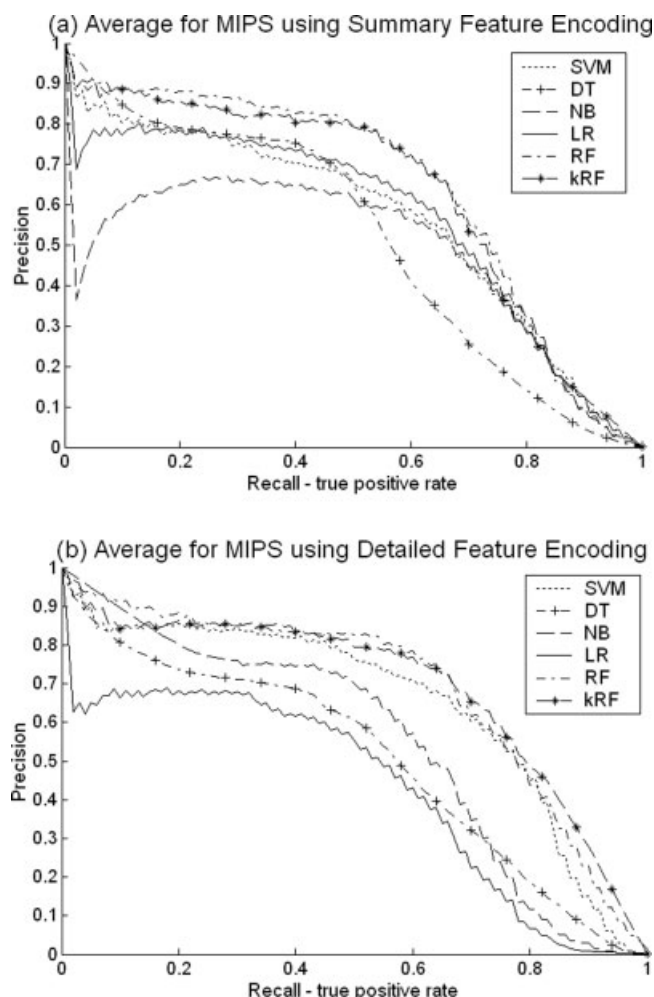 (a) Average for MIPS using Summary Feature Encoding
1
0.9
0.8
0.7
0.6
0.5
0.4
0.3
0.2
0.1
0
Precision
SVM
DT
NB
LR
RF
kRF
0 0.2 0.4 0.6 0.8 1
Recall - true positive rate
(b) Average for MIPS using Detailed Feature Encoding
1
0.9
0.8
0.7
0.6
0.5
0.4
0.3
0.2
0.1
0
Precision
SVM
DT
NB
LR
RF
kRF
0 0.2 0.4 0.6 0.8 1
Recall - true positive rate